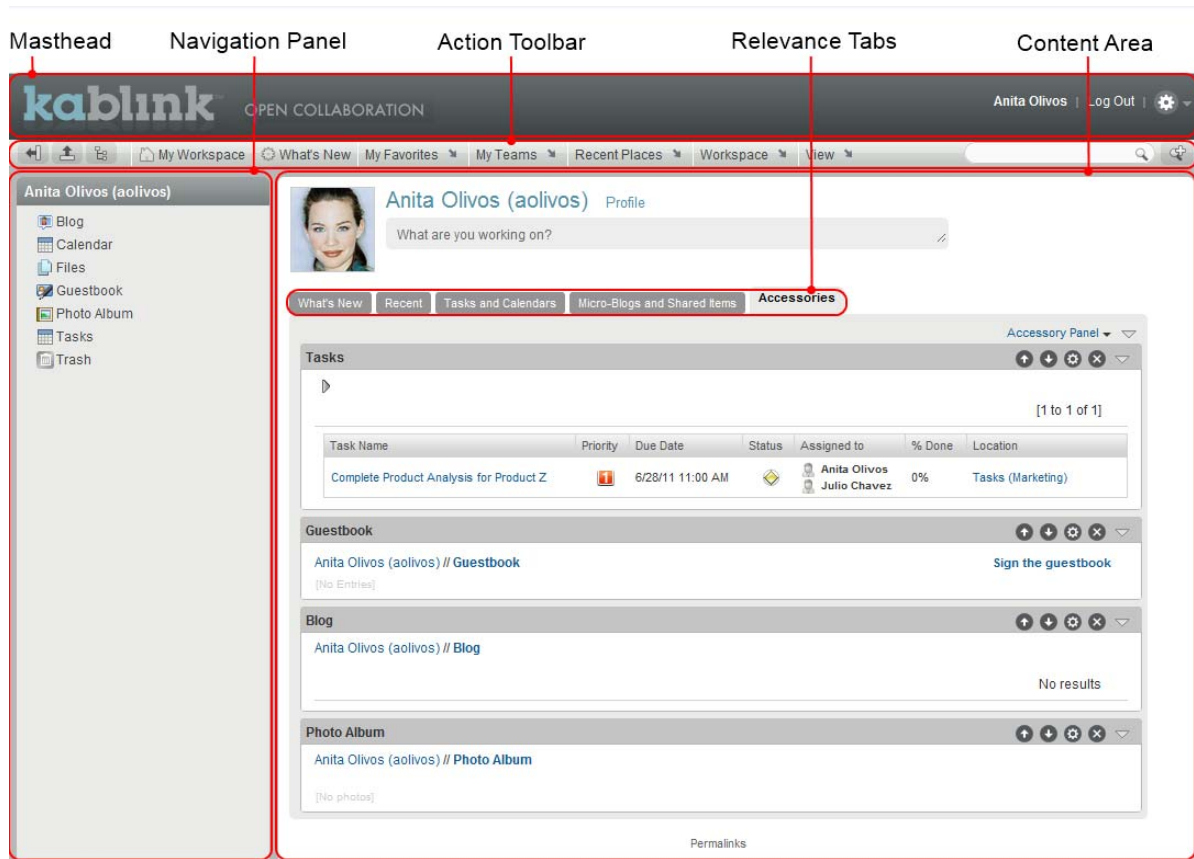 Masthead Navigation Panel Action Toolbar Relevance Tabs Content Area
kablink™ OPEN COLLABORATION
Anita Olivos | Log Out |
My Workspace What's New My Favorites My Teams Recent Places Workspace View
Anita Olivos (aolivos)
Blog
Calendar
Files
Guestbook
Photo Album
Tasks
Trash
Anita Olivos (aolivos) Profile
What are you working on?
What's New Recent Tasks and Calendars Micro-Blogs and Shared Items Accessories
Accessory Panel
Tasks
[1 to 1 of 1]
Task Name Priority Due Date Status Assigned to % Done Location
Complete Product Analysis for Product Z 1 6/28/11 11:00 AM Anita Olivos 0% Tasks (Marketing)
Julio Chavez
Guestbook
Anita Olivos (aolivos) // Guestbook Sign the guestbook
[No Entries]
Blog
Anita Olivos (aolivos) // Blog
No results
Photo Album
Anita Olivos (aolivos) // Photo Album
[No photos]
Permalinks